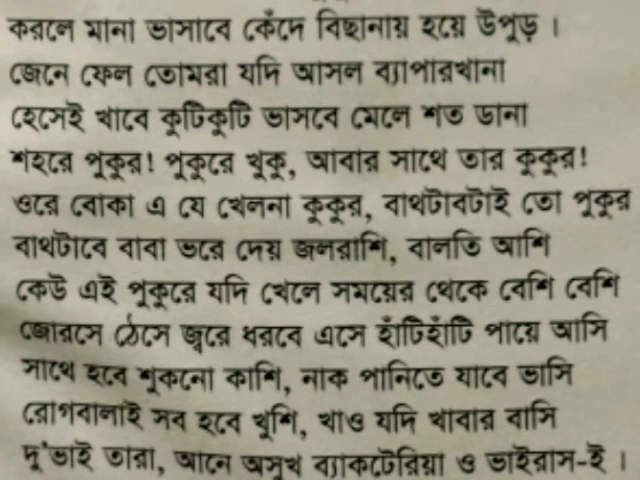 করলে মানা ভাসাবে কেঁদে বিছানায় হয়ে উপুড় ।
জেনে ফেল তোমরা যদি আসল ব্যাপারখানা
হেসেই খাবে কুটিকুটি ভাসবে মেলে শত ডানা
শহরে পুকুর! পুকুরে খুকু, আবার সাথে তার কুকুর!
ওরে বোকা এ যে খেলনা কুকুর, বাথটাবটাই তো পুকুর
বাথটাবে বাবা ভরে দেয় জলরাশি, বালতি আশি
কেউ এই পুকুরে যদি খেলে সময়ের থেকে বেশি বেশি
জোরসে ঠেসে জ্বরে ধরবে এসে হাঁটিহাঁটি পায়ে আসি
সাথে হবে শুকনো কাশি, নাক পানিতে যাবে ভাসি
রোগবালাই সব হবে খুশি, খাও যদি খাবার বাসি
দু'ভাই তারা, আনে অসুখ ব্যাকটেরিয়া ও ভাইরাস-ই ।